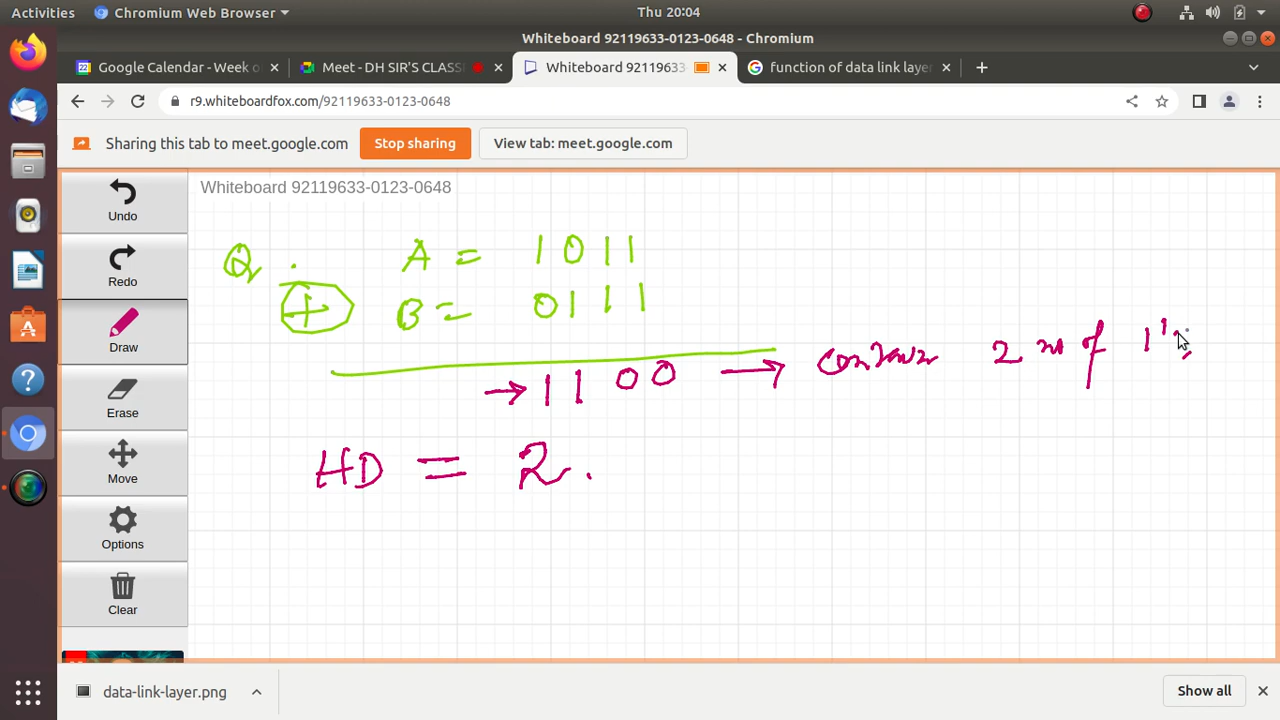 Activities Chromium Web Browser Thu 20:04
Whiteboard 92119633-0123-0648 - Chromium
Google Calendar - Week o Meet - DH SIR'S CLASS Whiteboard 92119633 function of data link laye
r9.whiteboardfox.com/92119633-0123-0648
Sharing this tab to meet.google.com Stop sharing View tab: meet.google.com
Whiteboard 92119633-0123-0648
Undo
Redo
Draw
Erase
Move
Options
Clear
Q. A = 1011
+ B = 0111
→ 1100 → 2 of 1's
HD = 2.
data-link-layer.png Show all